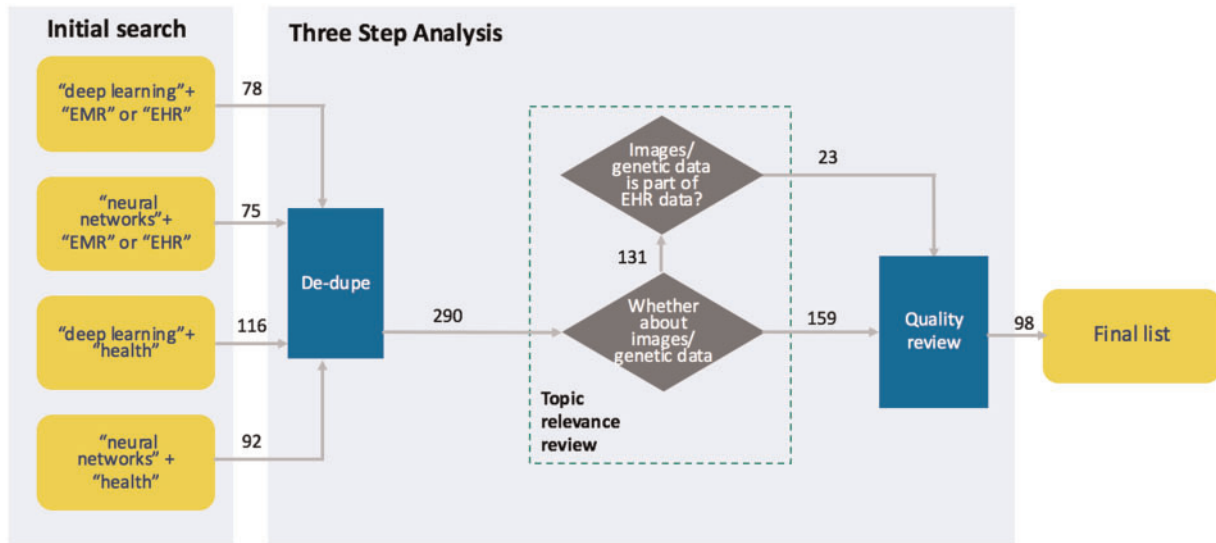 Initial search
Three Step Analysis
“deep learning”+
“EMR” or “EHR”
78
“neural
networks”+
“EMR” or “EHR”
75
“deep learning”+
“health”
116
“neural
networks” +
“health”
92
De-dupe
290
Images/
genetic data
is part of
EHR data?
23
131
Whether
about
images/
genetic data
159
Topic
relevance
review
Quality
review
98
Final list